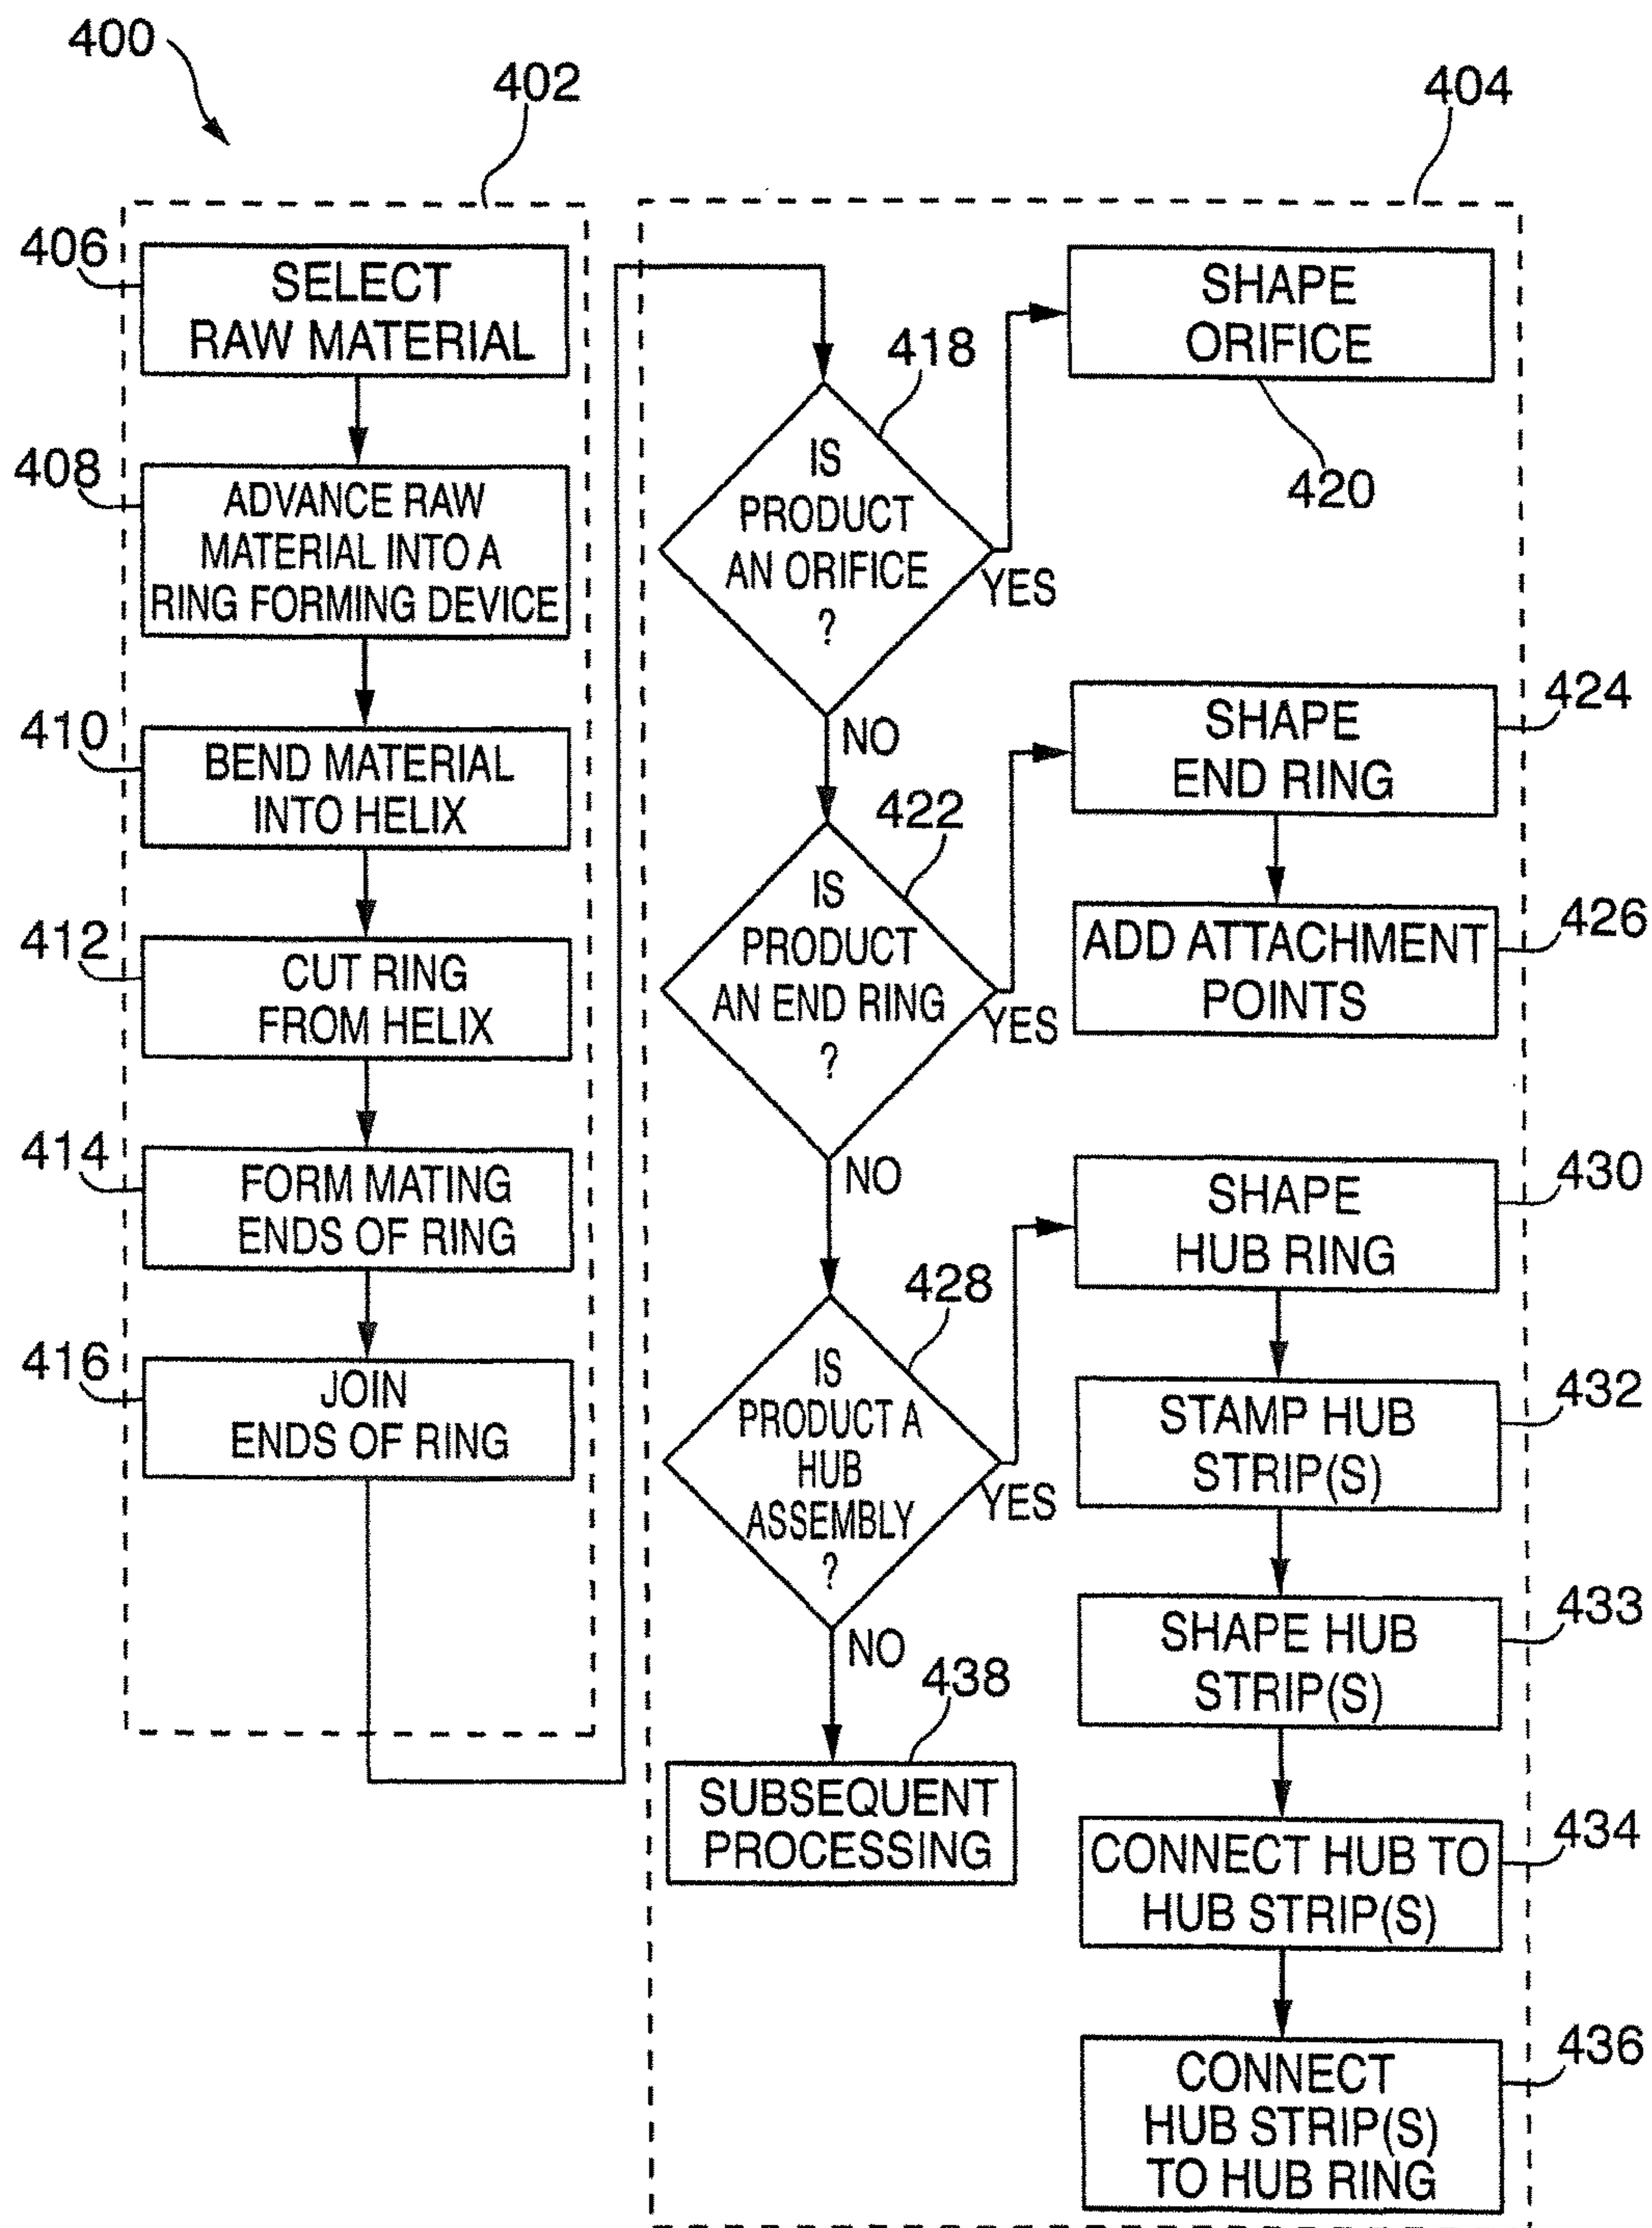 400
402
404
406
SELECT
RAW MATERIAL
408
ADVANCE RAW
MATERIAL INTO A
RING FORMING DEVICE
410
BEND MATERIAL
INTO HELIX
412
CUT RING
FROM HELIX
414
FORM MATING
ENDS OF RING
416
JOIN
ENDS OF RING
418
IS
PRODUCT
AN ORIFICE
?
YES
NO
SHAPE
ORIFICE
420
422
IS
PRODUCT
AN END RING
?
YES
NO
SHAPE
END RING
424
ADD ATTACHMENT
POINTS
426
428
IS
PRODUCT A
HUB
ASSEMBLY
?
YES
NO
SHAPE
HUB RING
430
STAMP HUB
STRIP(S)
432
SHAPE HUB
STRIP(S)
433
438
SUBSEQUENT
PROCESSING
CONNECT HUB TO
HUB STRIP(S)
434
CONNECT
HUB STRIP(S)
TO HUB RING
436